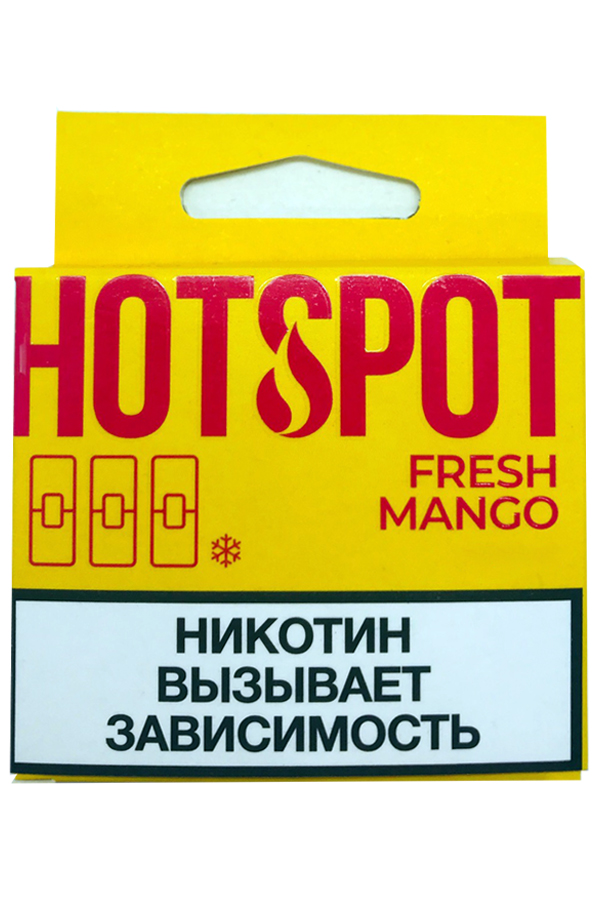 HOTSPOT
FRESH
MANGO
НИКОТИН
ВЫЗЫВАЕТ
ЗАВИСИМОСТЬ